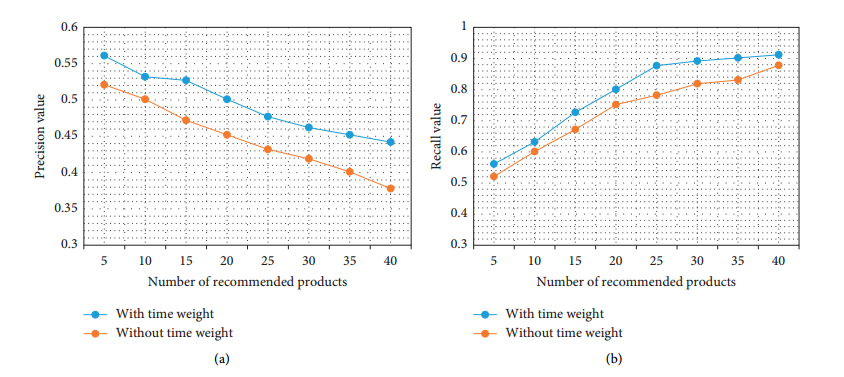 0.6
0.55
0.5
0.45
0.4
0.35
0.3
Precision value
5 10 15 20 25 30 35 40
Number of recommended products
With time weight
Without time weight
(a)
1
0.9
0.8
0.7
0.6
0.5
0.4
0.3
Recall value
5 10 15 20 25 30 35 40
Number of recommended products
With time weight
Without time weight
(b)